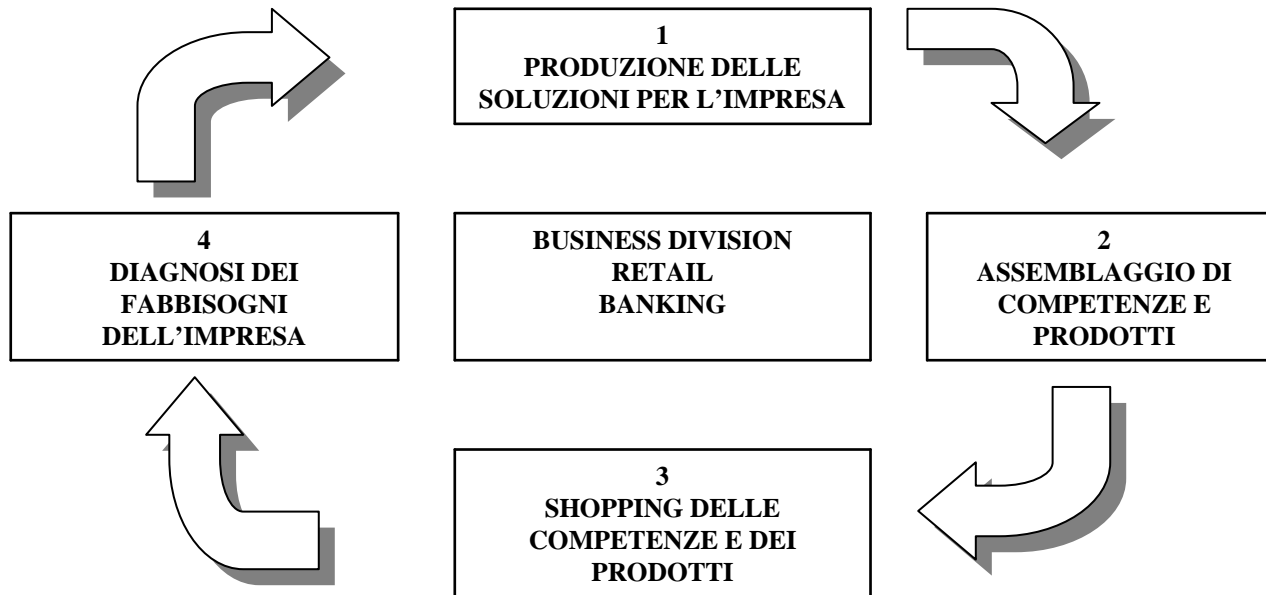 1
PRODUZIONE DELLE
SOLUZIONI PER L’IMPRESA
4
DIAGNOSI DEI
FABBISOGNI
DELL’IMPRESA
BUSINESS DIVISION
RETAIL
BANKING
2
ASSEMBLAGGIO DI
COMPETENZE E
PRODOTTI
3
SHOPPING DELLE
COMPETENZE E DEI
PRODOTTI